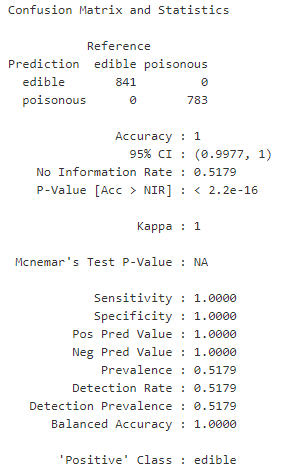 Confusion Matrix and Statistics
Reference
Prediction edible poisonous
edible 841 0
poisonous 0 783
Accuracy : 1
95% CI : (0.9977, 1)
No Information Rate : 0.5179
P-Value [Acc > NIR] : < 2.2e-16
Kappa : 1
Mcnemar's Test P-Value : NA
Sensitivity : 1.0000
Specificity : 1.0000
Pos Pred Value : 1.0000
Neg Pred Value : 1.0000
Prevalence : 0.5179
Detection Rate : 0.5179
Detection Prevalence : 0.5179
Balanced Accuracy : 1.0000
'Positive' Class : edible